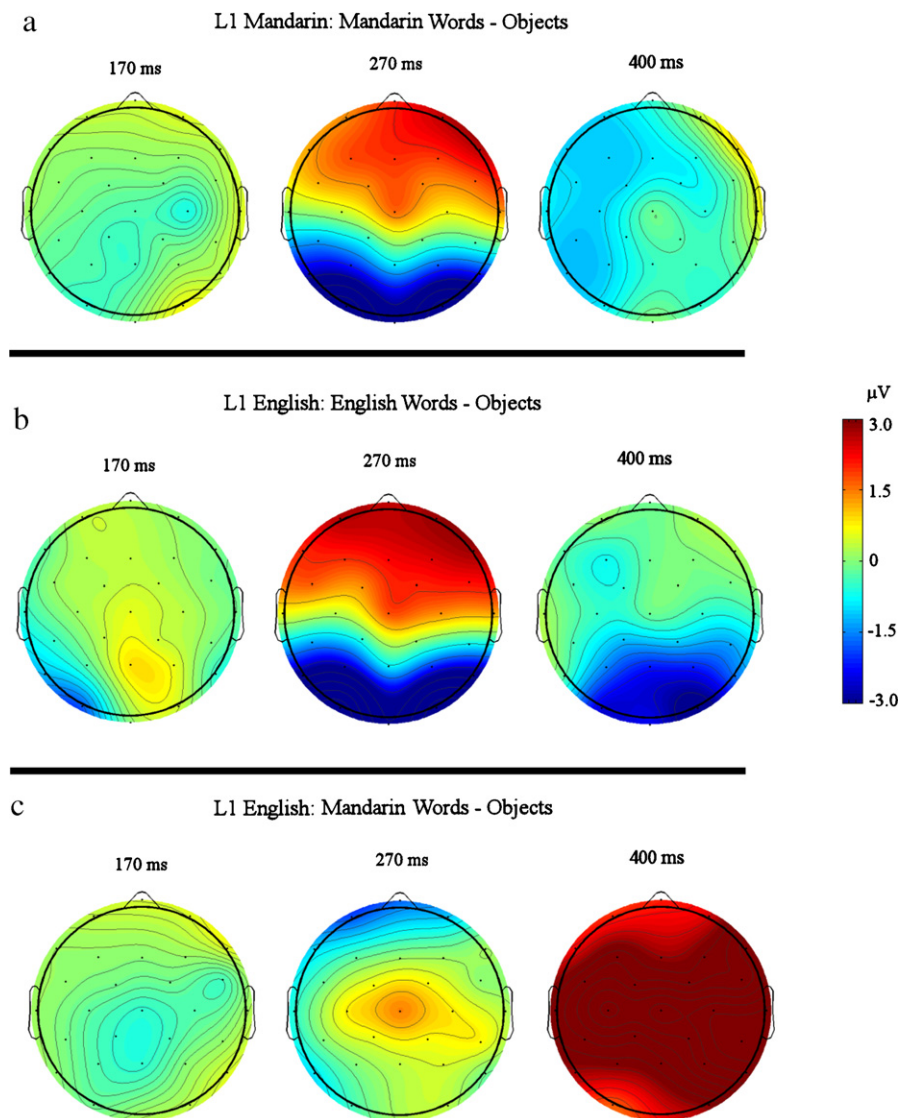 a
L1 Mandarin: Mandarin Words - Objects
170 ms
270 ms
400 ms
b
L1 English: English Words - Objects
170 ms
270 ms
400 ms
µV
3.0
1.5
0
-1.5
-3.0
c
L1 English: Mandarin Words - Objects
170 ms
270 ms
400 ms